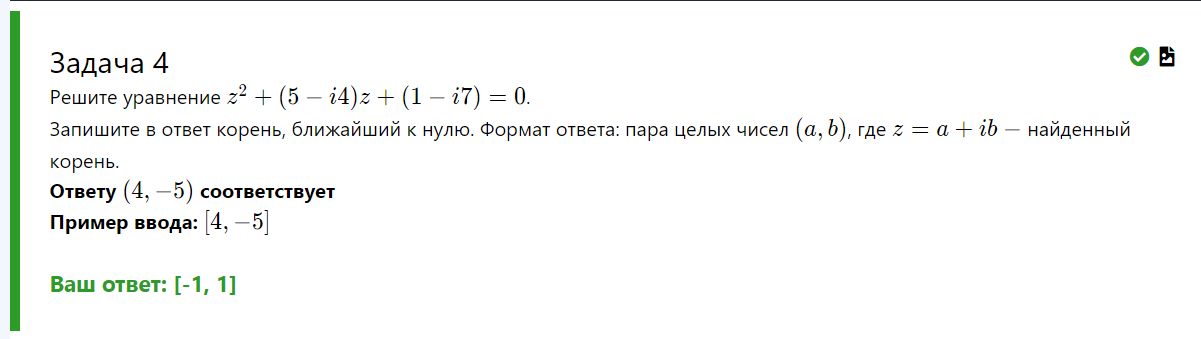 Задача 4
Решите уравнение z² + (5 − i4)z + (1 − i7) = 0.
Запишите в ответ корень, ближайший к нулю. Формат ответа: пара целых чисел (a, b), где z = a + ib − найденный
корень.
Ответу (4, −5) соответствует
Пример ввода: [4, −5]
Ваш ответ: [-1, 1]